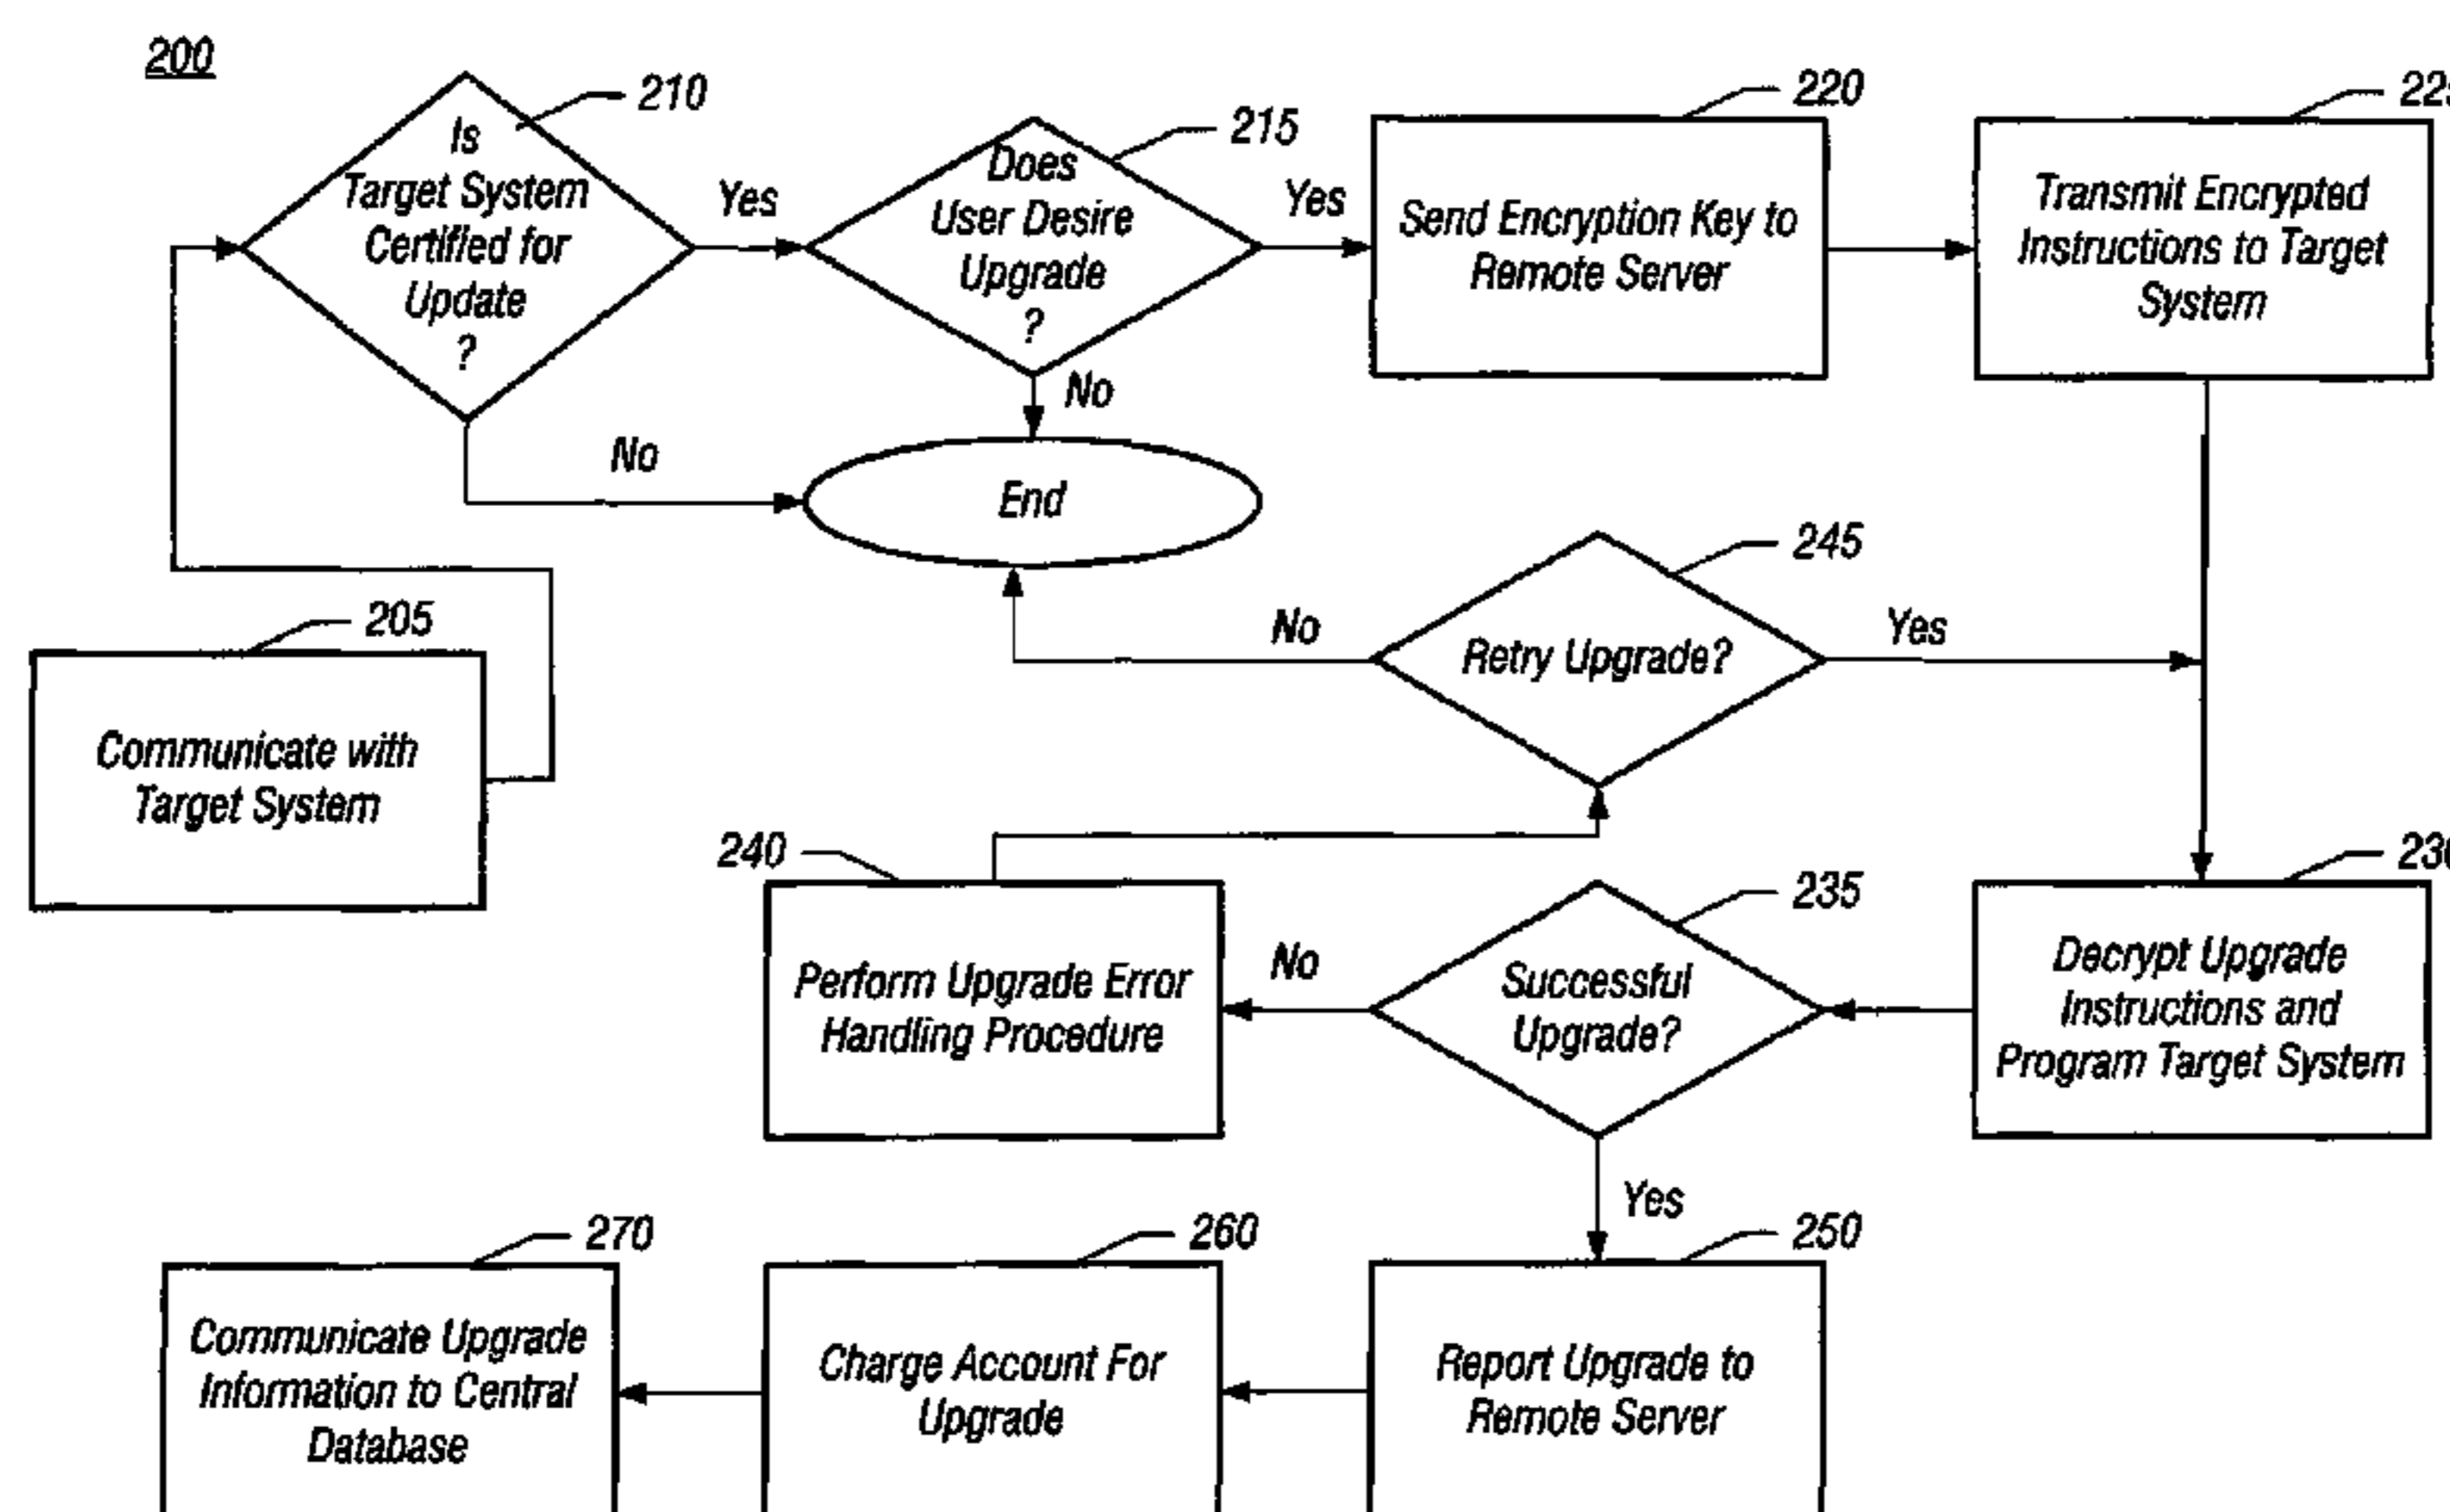 200
210
Is
Target System
Certified for
Update
?
Yes
215
Does
User Desire
Upgrade
?
Yes
220
Send Encryption Key to
Remote Server
Transmit Encrypted
Instructions to Target
System
No
No
End
205
Communicate with
Target System
245
Retry Upgrade?
No
Yes
240
Perform Upgrade Error
Handling Procedure
235
Successful
Upgrade?
No
Decrypt Upgrade
Instructions and
Program Target System
Yes
270
Communicate Upgrade
Information to Central
Database
260
Charge Account For
Upgrade
250
Report Upgrade to
Remote Server